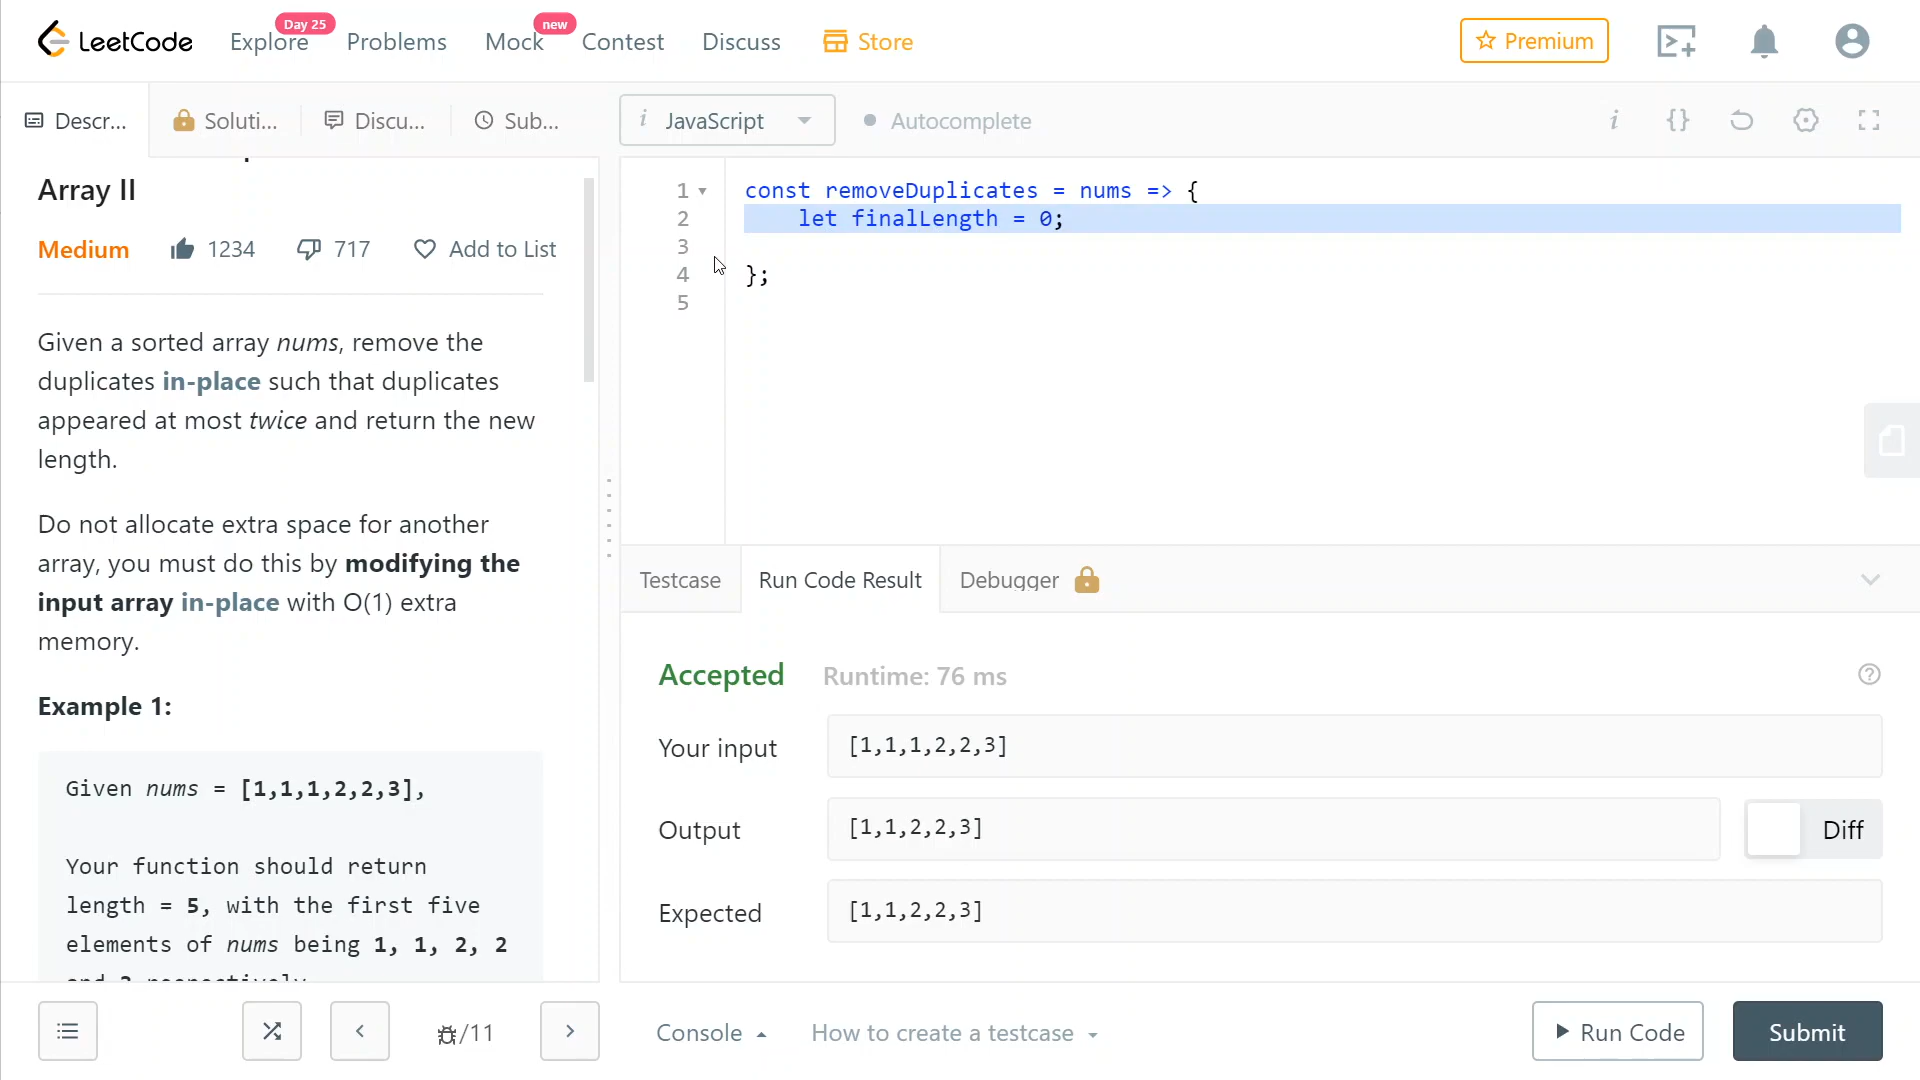 LeetCode
Explore
Day 25
Problems
Mock
new
Contest
Discuss
Store
Premium
Descr...
Soluti...
Discu...
Sub...
i JavaScript
Autocomplete
i {}
Array II
Medium 1234 717 Add to List
Given a sorted array nums, remove the
duplicates in-place such that duplicates
appeared at most twice and return the new
length.
Do not allocate extra space for another
array, you must do this by modifying the
input array in-place with O(1) extra
memory.
Example 1:
Given nums = [1,1,1,2,2,3],
Your function should return
length = 5, with the first five
elements of nums being 1, 1, 2, 2
and 3 respectively
/11
1 const removeDuplicates = nums => {
2 let finalLength = 0;
3
4 };
5
Testcase
Run Code Result
Debugger
Accepted Runtime: 76 ms
Your input [1,1,1,2,2,3]
Output [1,1,2,2,3] Diff
Expected [1,1,2,2,3]
Console
How to create a testcase
Run Code
Submit